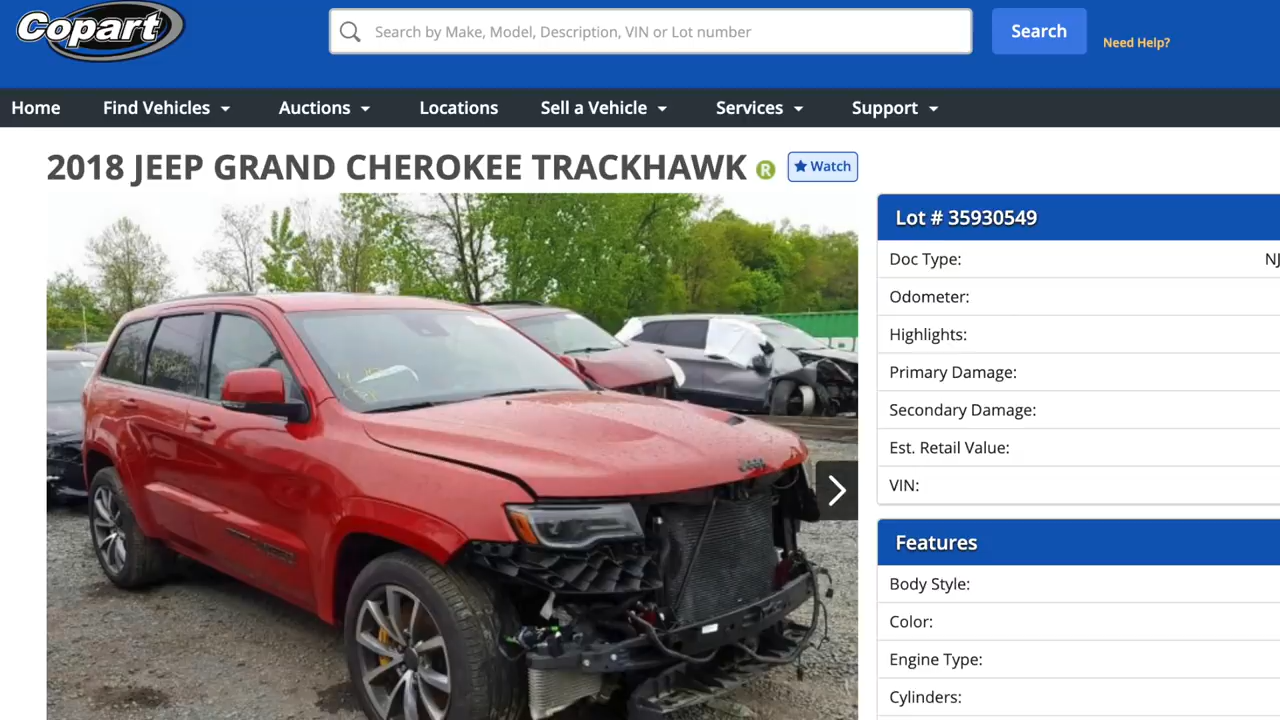 Copart
Search by Make, Model, Description, VIN or Lot number
Search
Need Help?
Home Find Vehicles Auctions Locations Sell a Vehicle Services Support
2018 JEEP GRAND CHEROKEE TRACKHAWK R Watch
Lot # 35930549
Doc Type: NJ
Odometer:
Highlights:
Primary Damage:
Secondary Damage:
Est. Retail Value:
VIN:
Features
Body Style:
Color:
Engine Type:
Cylinders:
Jeep